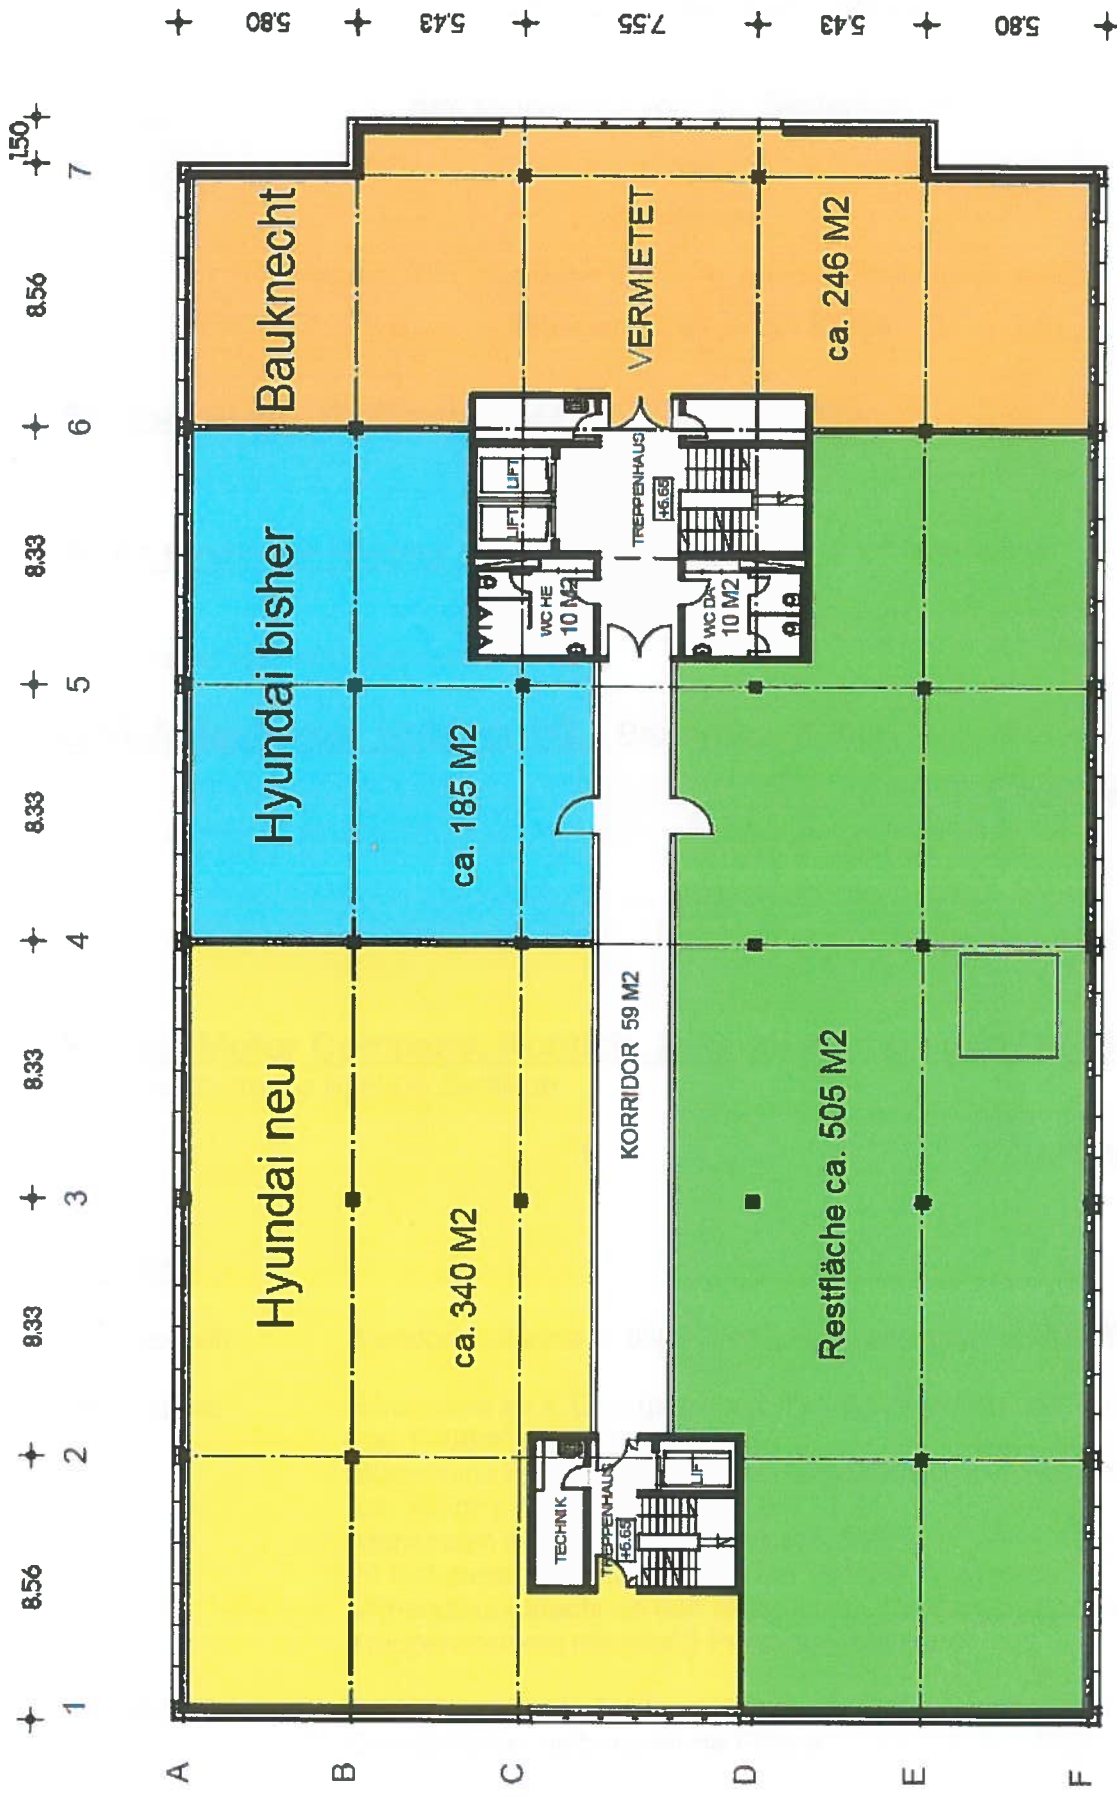 5.80
5.43
7.55
5.43
5.80
1.50
8.56
8.33
8.33
8.33
8.33
8.56
7
6
5
4
3
2
1
A
B
C
D
E
F
Bauknecht
VERMIETET
ca. 246 M2
Hyundai bisher
ca. 185 M2
Hyundai neu
ca. 340 M2
Restfläche ca. 505 M2
KORRIDOR 59 M2
LIFT
LIFT
TREPPENHAUS
+6.65
WC HE
10 M2
WC DA
10 M2
TECHNIK
TREPPENHAUS
+6.65
LIF